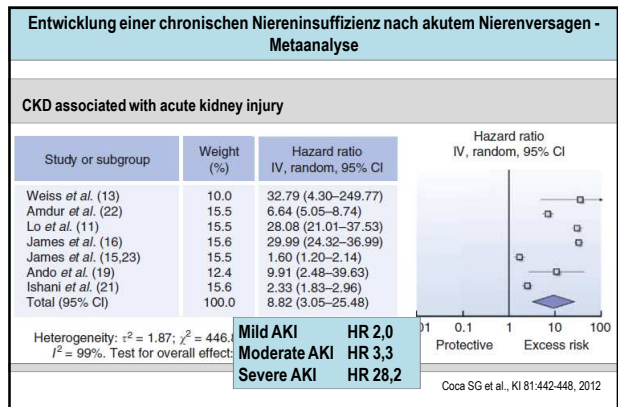 Entwicklung einer chronischen Niereninsuffizienz nach akutem Nierenversagen -
Metaanalyse
CKD associated with acute kidney injury
Study or subgroup Weight (%) Hazard ratio IV, random, 95% CI
Weiss et al. (13) 10.0 32.79 (4.30–249.77)
Amdur et al. (22) 15.5 6.64 (5.05–8.74)
Lo et al. (11) 15.5 28.08 (21.01–37.53)
James et al. (16) 15.6 29.99 (24.32–36.99)
James et al. (15,23) 15.5 1.60 (1.20–2.14)
Ando et al. (19) 12.4 9.91 (2.48–39.63)
Ishani et al. (21) 15.6 2.33 (1.83–2.96)
Total (95% CI) 100.0 8.82 (3.05–25.48)
Heterogeneity: τ² = 1.87; χ² = 446.
I² = 99%. Test for overall effect:
Mild AKI HR 2,0
Moderate AKI HR 3,3
Severe AKI HR 28,2
Hazard ratio
IV, random, 95% CI
01 0.1 1 10 100
Protective Excess risk
Coca SG et al., KI 81:442-448, 2012